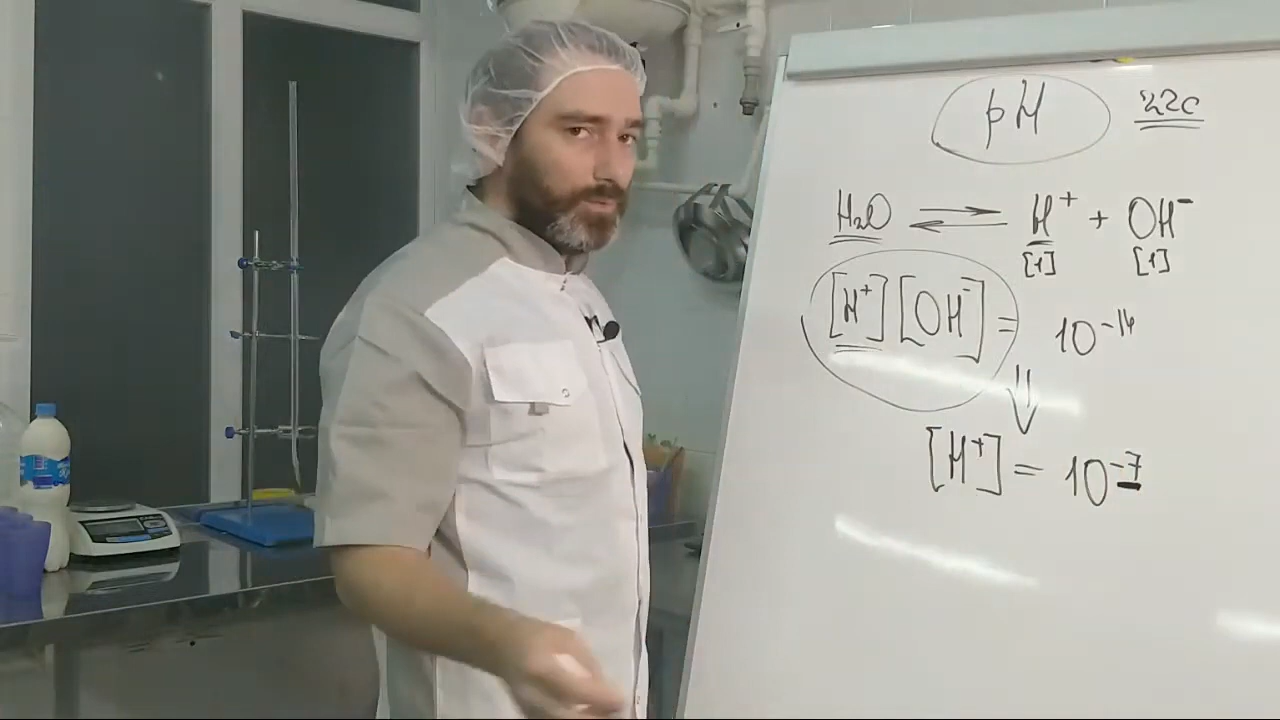 pH 22c
H₂O ⇌ H⁺ + OH⁻
[1] [1]
[H⁺] [OH⁻] = 10⁻¹⁴
⇓
[H⁺] = 10⁻⁷